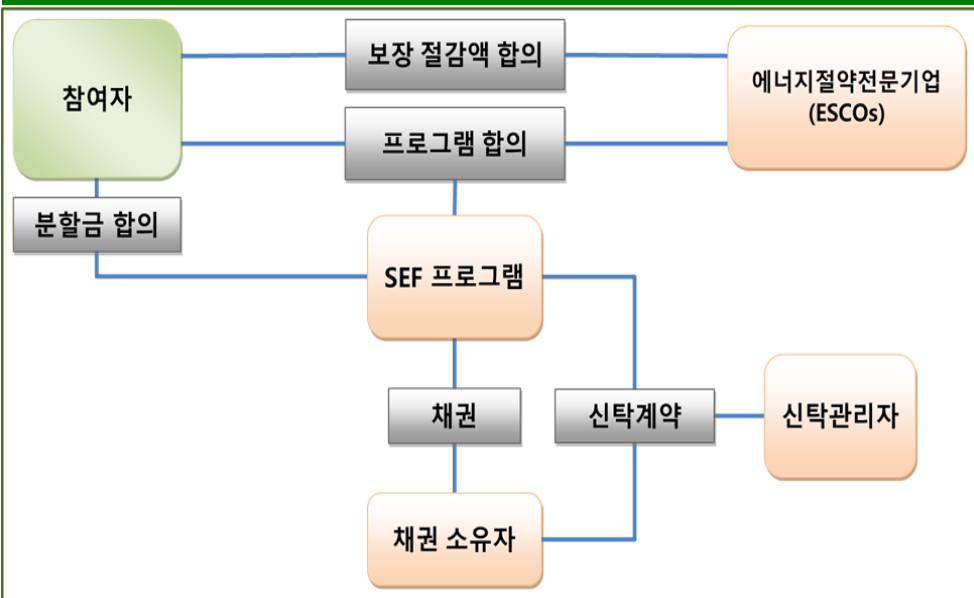 보장 절감액 합의
참여자
에너지절약전문기업
(ESCOs)
프로그램 합의
분할금 합의
SEF 프로그램
채권
신탁계약
신탁관리자
채권 소유자